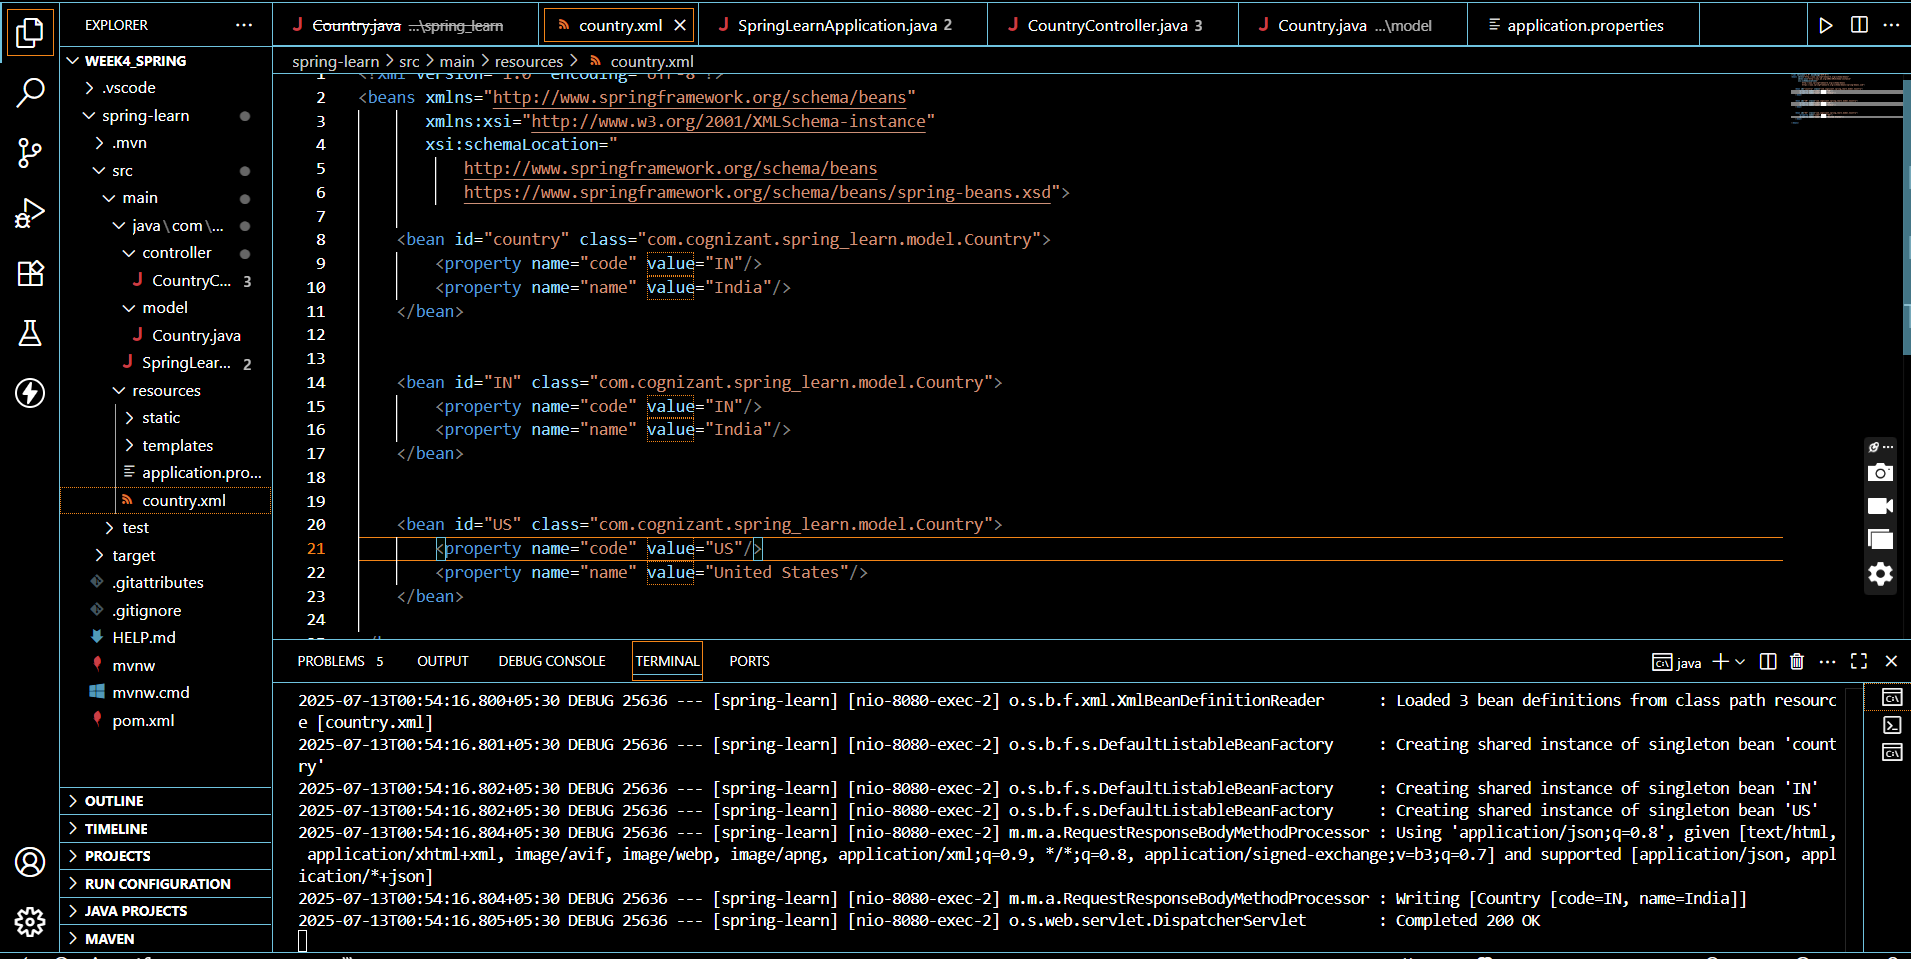 EXPLORER
Country.java ...\spring_learn
country.xml
SpringLearnApplication.java 2
CountryController.java 3
Country.java ...\model
application.properties
WEEK4_SPRING
.vscode
spring-learn
.mvn
src
main
java\com\...
controller
CountryC... 3
model
Country.java
SpringLear... 2
resources
static
templates
application.pro...
country.xml
test
target
.gitattributes
.gitignore
HELP.md
mvnw
mvnw.cmd
pom.xml
OUTLINE
TIMELINE
PROJECTS
RUN CONFIGURATION
JAVA PROJECTS
MAVEN
spring-learn > src > main > resources > country.xml
1 <?xml version="1.0" encoding="UTF-8"?>
2 <beans xmlns="http://www.springframework.org/schema/beans"
3 xmlns:xsi="http://www.w3.org/2001/XMLSchema-instance"
4 xsi:schemaLocation="
5 http://www.springframework.org/schema/beans
6 https://www.springframework.org/schema/beans/spring-beans.xsd">
7
8 <bean id="country" class="com.cognizant.spring_learn.model.Country">
9 <property name="code" value="IN"/>
10 <property name="name" value="India"/>
11 </bean>
12
13
14 <bean id="IN" class="com.cognizant.spring_learn.model.Country">
15 <property name="code" value="IN"/>
16 <property name="name" value="India"/>
17 </bean>
18
19
20 <bean id="US" class="com.cognizant.spring_learn.model.Country">
21 <property name="code" value="US"/>
22 <property name="name" value="United States"/>
23 </bean>
24
PROBLEMS 5 OUTPUT DEBUG CONSOLE TERMINAL PORTS
java
2025-07-13T00:54:16.800+05:30 DEBUG 25636 --- [spring-learn] [nio-8080-exec-2] o.s.b.f.xml.XmlBeanDefinitionReader : Loaded 3 bean definitions from class path resourc
e [country.xml]
2025-07-13T00:54:16.801+05:30 DEBUG 25636 --- [spring-learn] [nio-8080-exec-2] o.s.b.f.s.DefaultListableBeanFactory : Creating shared instance of singleton bean 'count
ry'
2025-07-13T00:54:16.802+05:30 DEBUG 25636 --- [spring-learn] [nio-8080-exec-2] o.s.b.f.s.DefaultListableBeanFactory : Creating shared instance of singleton bean 'IN'
2025-07-13T00:54:16.802+05:30 DEBUG 25636 --- [spring-learn] [nio-8080-exec-2] o.s.b.f.s.DefaultListableBeanFactory : Creating shared instance of singleton bean 'US'
2025-07-13T00:54:16.804+05:30 DEBUG 25636 --- [spring-learn] [nio-8080-exec-2] m.m.a.RequestResponseBodyMethodProcessor : Using 'application/json;q=0.8', given [text/html,
application/xhtml+xml, image/avif, image/webp, image/apng, application/xml;q=0.9, */*;q=0.8, application/signed-exchange;v=b3;q=0.7] and supported [application/json, appl
ication/*+json]
2025-07-13T00:54:16.804+05:30 DEBUG 25636 --- [spring-learn] [nio-8080-exec-2] m.m.a.RequestResponseBodyMethodProcessor : Writing [Country [code=IN, name=India]]
2025-07-13T00:54:16.805+05:30 DEBUG 25636 --- [spring-learn] [nio-8080-exec-2] o.s.web.servlet.DispatcherServlet : Completed 200 OK